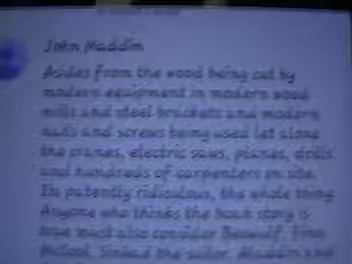 John Maddin
Asides from the wood being cut by
modern equipment in modern wood
mills and steel brackets and modern
nails and screws being used let alone
the cranes, electric saws, planes, drills
and hundreds of carpenters on site.
Its patently ridiculous, the whole thing
Anyone who thinks the Noah story is
true must also consider Beowulf, Finn
Sinbad the sailor, Aladdin and